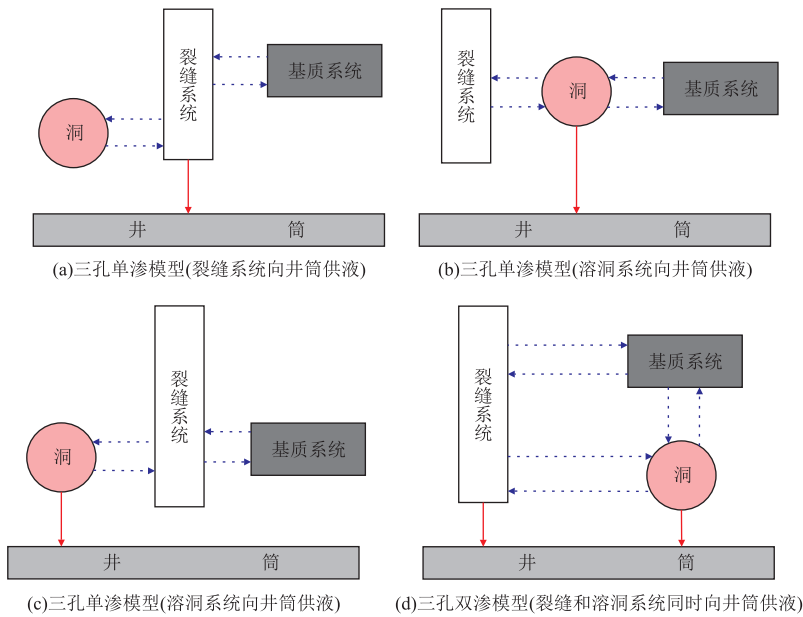 裂缝系统
基质系统
洞
井 筒
(a)三孔单渗模型(裂缝系统向井筒供液)
裂缝系统
洞
基质系统
井 筒
(b)三孔单渗模型(溶洞系统向井筒供液)
裂缝系统
洞
基质系统
井 筒
(c)三孔单渗模型(溶洞系统向井筒供液)
裂缝系统
基质系统
洞
井 筒
(d)三孔双渗模型(裂缝和溶洞系统同时向井筒供液)